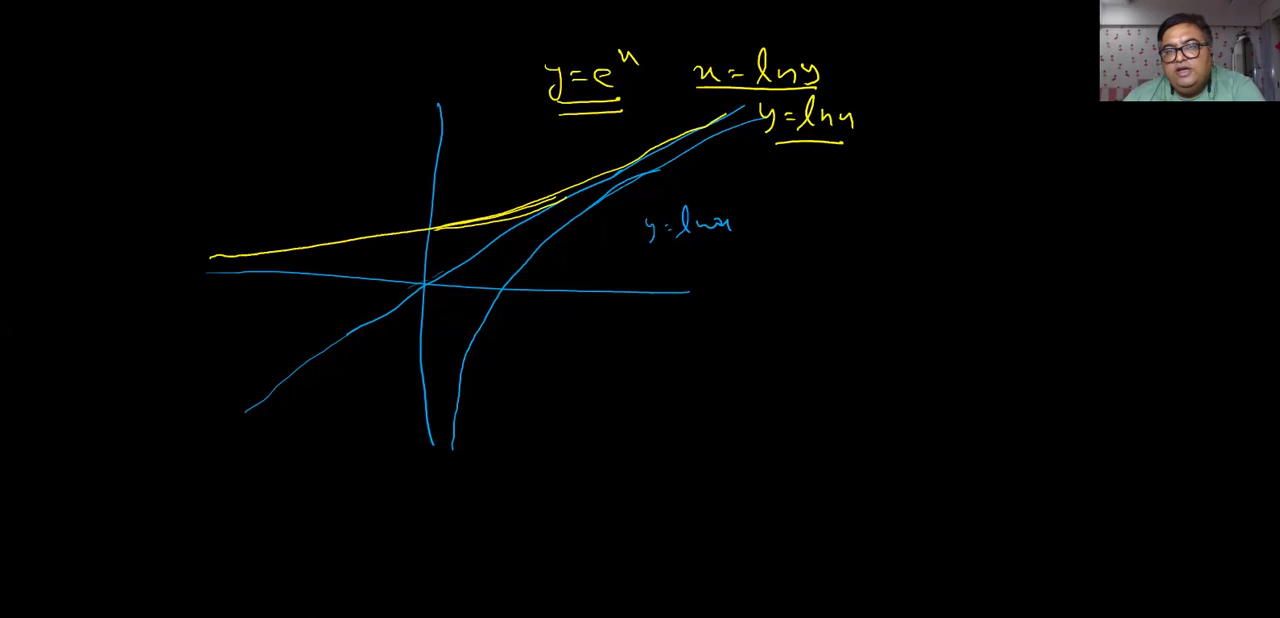 y = e^x x = ln y
y = ln x
y = ln x